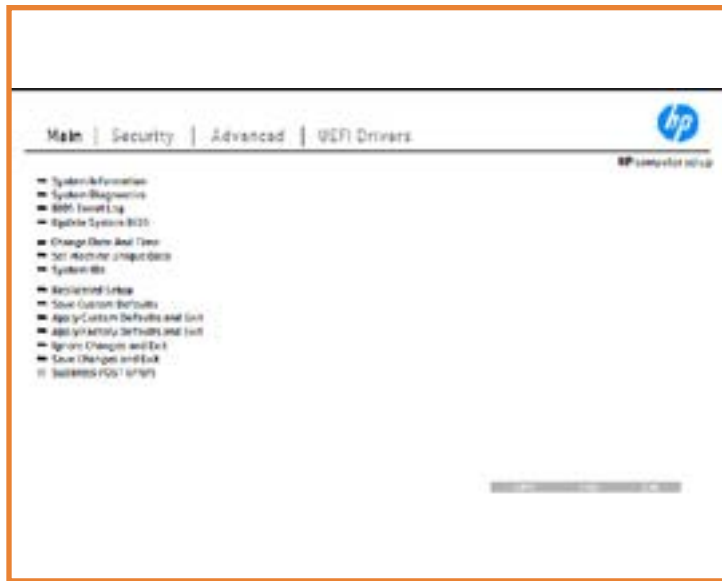 hp
Main | Security | Advanced | UEFI Drivers
HP computer setup
System Information
System Diagnostics
BIOS Event Log
Update System BIOS
Change Date And Time
Set Machine Unique Data
System IDs
Replicated Setup
Save Custom Defaults
Apply Custom Defaults and Exit
Apply Factory Defaults and Exit
Ignore Changes and Exit
Save Changes and Exit
Suppress POST Errors